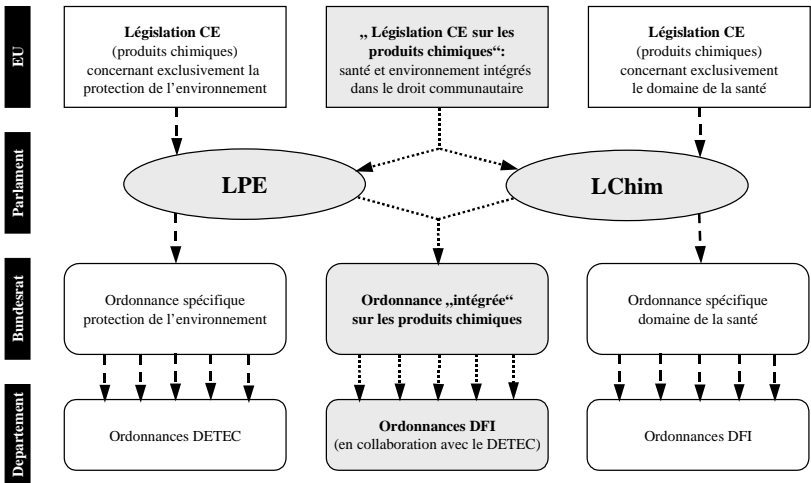 EU
Législation CE
(produits chimiques)
concernant exclusivement la
protection de l’environnement
„ Législation CE sur les
produits chimiques“:
santé et environnement intégrés
dans le droit communautaire
Législation CE
(produits chimiques)
concernant exclusivement
le domaine de la santé
Parlament
LPE
LChim
Bundesrat
Ordonnance spécifique
protection de l’environnement
Ordonnance „intégrée“
sur les produits chimiques
Ordonnance spécifique
domaine de la santé
Departement
Ordonnances DETEC
Ordonnances DFI
(en collaboration avec le DETEC)
Ordonnances DFI